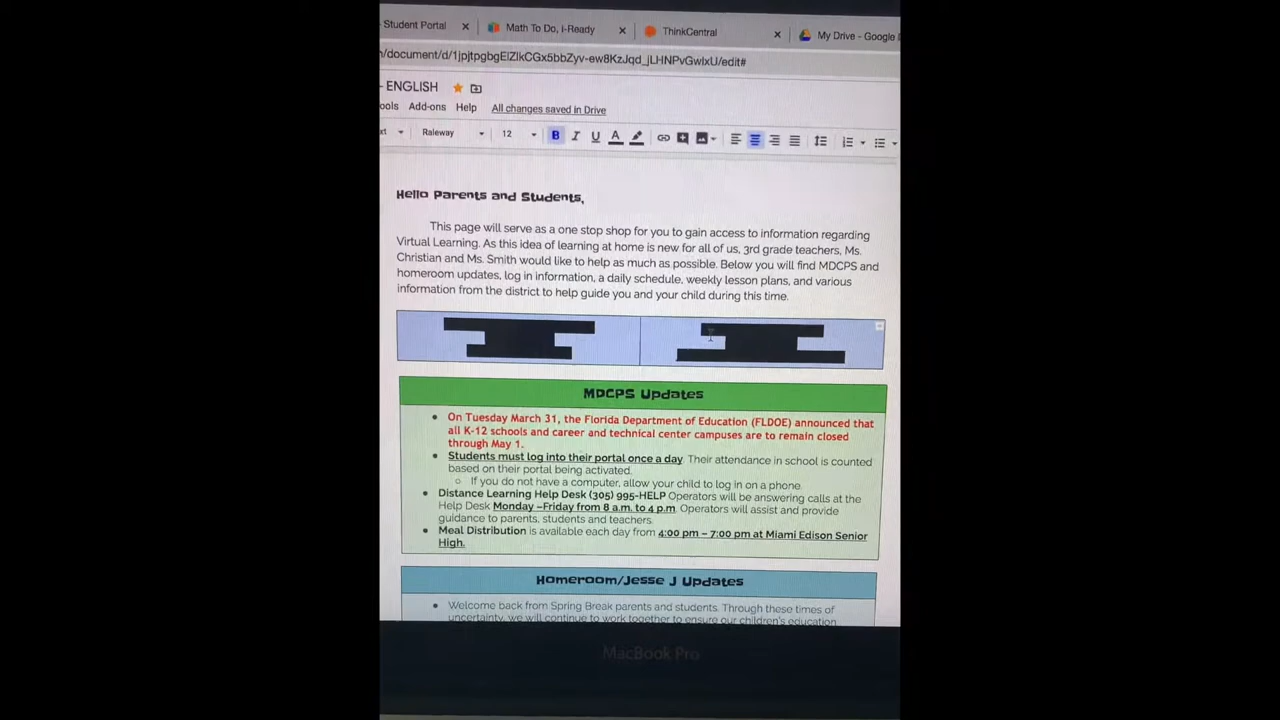 - Student Portal
Math To Do, i-Ready
ThinkCentral
My Drive - Google
- ENGLISH
Add-ons Help All changes saved in Drive
Raleway 12 B I U A
Hello Parents and Students,
This page will serve as a one stop shop for you to gain access to information regarding
Virtual Learning. As this idea of learning at home is new for all of us, 3rd grade teachers, Ms.
Christian and Ms. Smith would like to help as much as possible. Below you will find MDCPS and
homeroom updates, log in information, a daily schedule, weekly lesson plans, and various
information from the district to help guide you and your child during this time.
MDCPS Updates
On Tuesday March 31, the Florida Department of Education (FLDOE) announced that
all K-12 schools and career and technical center campuses are to remain closed
through May 1.
Students must log into their portal once a day. Their attendance in school is counted
based on their portal being activated.
If you do not have a computer, allow your child to log in on a phone.
Distance Learning Help Desk (305) 995-HELP Operators will be answering calls at the
Help Desk Monday –Friday from 8 a.m. to 4 p.m. Operators will assist and provide
guidance to parents, students and teachers.
Meal Distribution is available each day from 4:00 pm – 7:00 pm at Miami Edison Senior
High.
Homeroom/Jesse J Updates
Welcome back from Spring Break parents and students. Through these times of
uncertainty, we will continue to work together to ensure our children's education
MacBook Pro